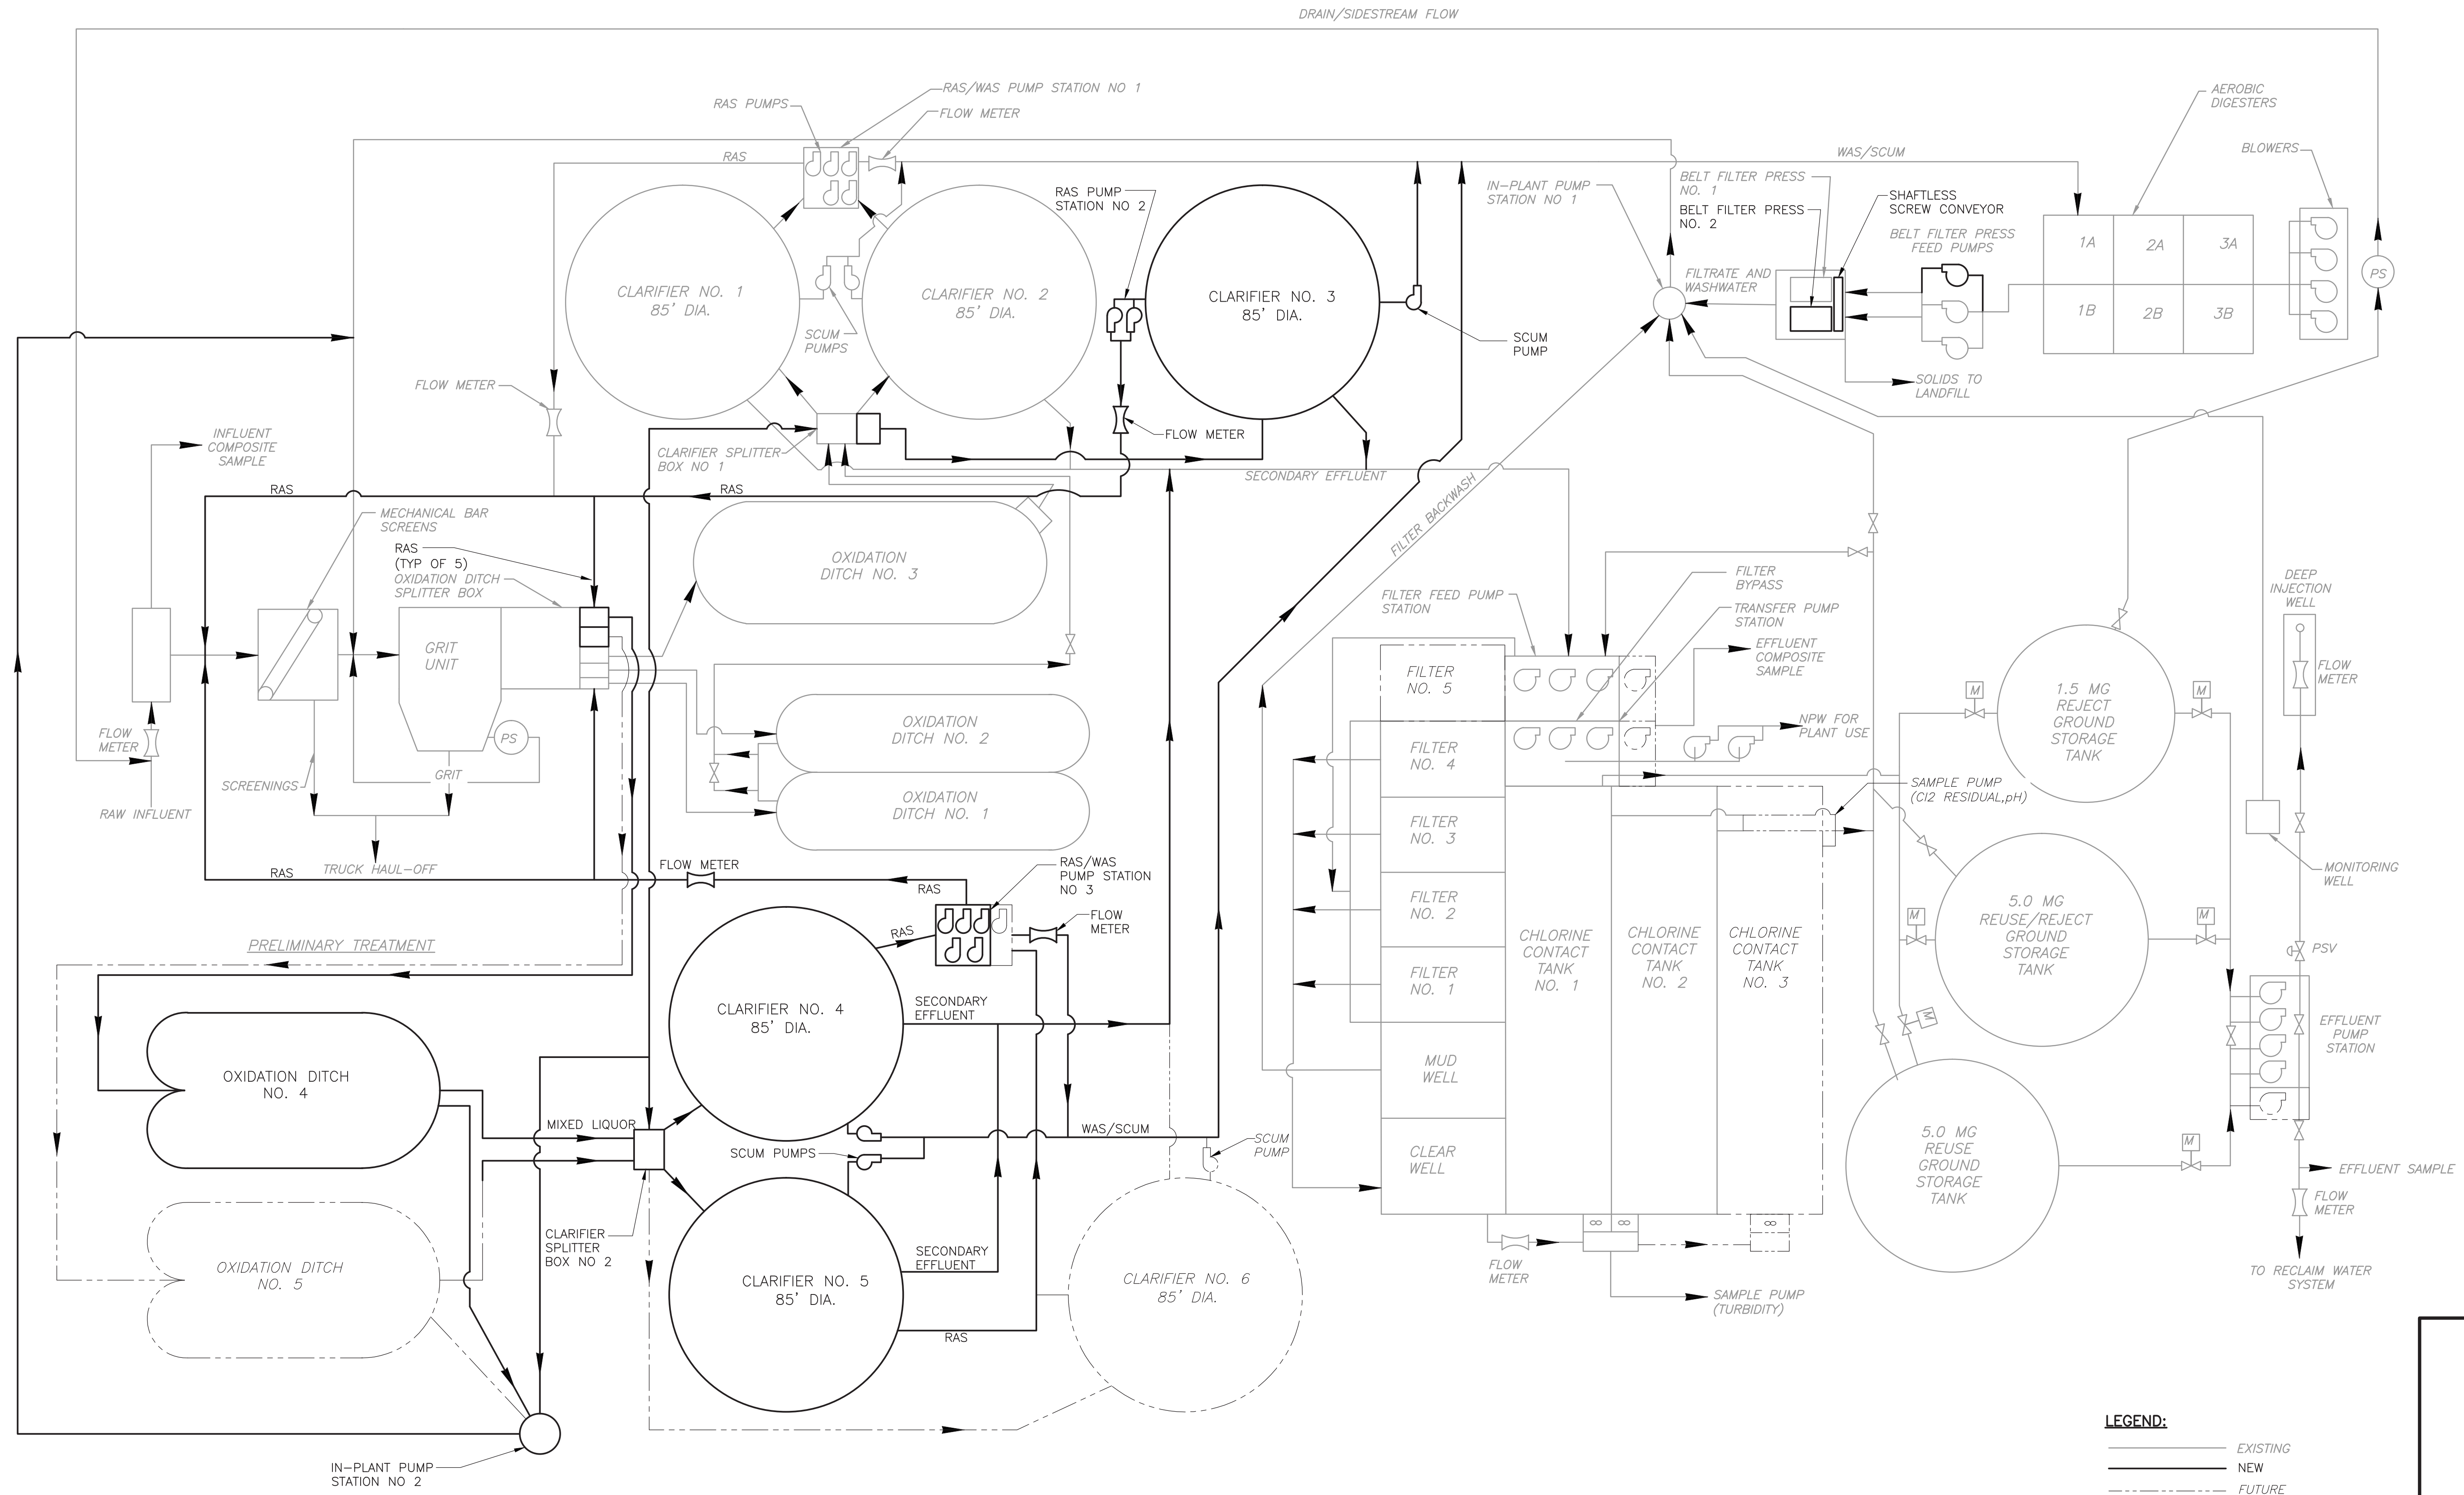 DRAIN/SIDESTREAM FLOW
RAS PUMPS
RAS/WAS PUMP STATION NO 1
FLOW METER
RAS
WAS/SCUM
AEROBIC
DIGESTERS
BLOWERS
RAS PUMP
STATION NO 2
IN-PLANT PUMP
STATION NO 1
BELT FILTER PRESS
NO. 1
BELT FILTER PRESS
NO. 2
SHAFTLESS
SCREW CONVEYOR
BELT FILTER PRESS
FEED PUMPS
1A
2A
3A
1B
2B
3B
PS
CLARIFIER NO. 1
85' DIA.
CLARIFIER NO. 2
85' DIA.
CLARIFIER NO. 3
85' DIA.
SCUM
PUMPS
SCUM
PUMP
FILTRATE AND
WASHWATER
SOLIDS TO
LANDFILL
FLOW METER
INFLUENT
COMPOSITE
SAMPLE
CLARIFIER SPLITTER
BOX NO 1
FLOW METER
SECONDARY EFFLUENT
FILTER BACKWASH
RAS
RAS
MECHANICAL BAR
SCREENS
RAS
(TYP OF 5)
OXIDATION DITCH
SPLITTER BOX
OXIDATION
DITCH NO. 3
GRIT
UNIT
PS
GRIT
FLOW
METER
SCREENINGS
RAW INFLUENT
TRUCK HAUL-OFF
OXIDATION
DITCH NO. 2
OXIDATION
DITCH NO. 1
FILTER FEED PUMP
STATION
FILTER
BYPASS
TRANSFER PUMP
STATION
EFFLUENT
COMPOSITE
SAMPLE
NPW FOR
PLANT USE
SAMPLE PUMP
(Cl2 RESIDUAL,pH)
FILTER
NO. 5
FILTER
NO. 4
FILTER
NO. 3
FILTER
NO. 2
FILTER
NO. 1
MUD
WELL
CLEAR
WELL
CHLORINE
CONTACT
TANK
NO. 1
CHLORINE
CONTACT
TANK
NO. 2
CHLORINE
CONTACT
TANK
NO. 3
DEEP
INJECTION
WELL
FLOW
METER
1.5 MG
REJECT
GROUND
STORAGE
TANK
M
M
MONITORING
WELL
5.0 MG
REUSE/REJECT
GROUND
STORAGE
TANK
M
M
PSV
M
EFFLUENT
PUMP
STATION
5.0 MG
REUSE
GROUND
STORAGE
TANK
M
EFFLUENT SAMPLE
FLOW
METER
TO RECLAIM WATER
SYSTEM
RAS
FLOW METER
RAS
RAS/WAS
PUMP STATION
NO 3
FLOW
METER
RAS
PRELIMINARY TREATMENT
CLARIFIER NO. 4
85' DIA.
SECONDARY
EFFLUENT
OXIDATION DITCH
NO. 4
MIXED LIQUOR
WAS/SCUM
SCUM PUMPS
SCUM
PUMP
CLARIFIER
SPLITTER
BOX NO 2
OXIDATION DITCH
NO. 5
SECONDARY
EFFLUENT
CLARIFIER NO. 5
85' DIA.
RAS
CLARIFIER NO. 6
85' DIA.
FLOW
METER
SAMPLE PUMP
(TURBIDITY)
IN-PLANT PUMP
STATION NO 2
LEGEND:
EXISTING
NEW
FUTURE